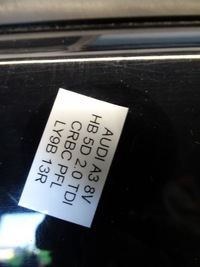 AUDI A3 8V
HB 5D 2.0 TDI
CRBC PFL
LY9B 13R